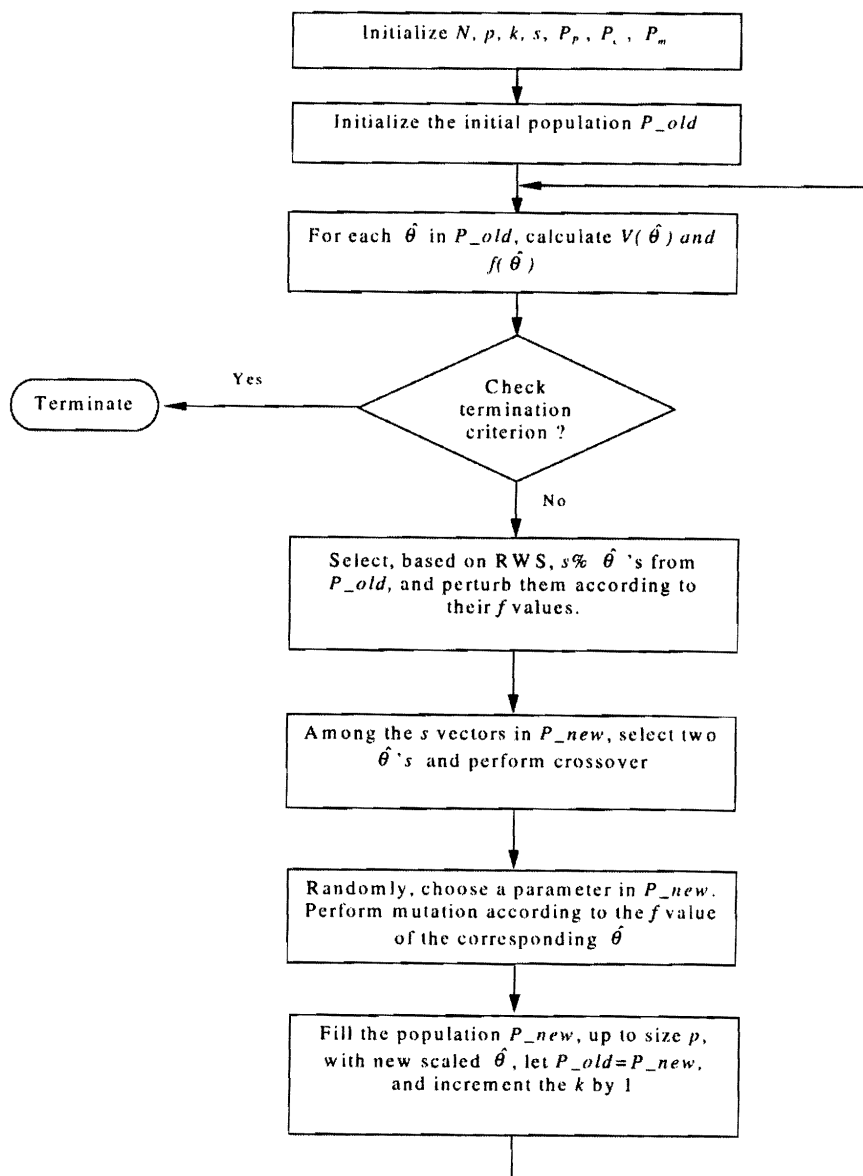 Initialize N, p, k, s, P_p, P_c, P_m
Initialize the initial population P_old
For each θ̂ in P_old, calculate V(θ̂) and
f(θ̂)
Yes
Terminate
Check
termination
criterion ?
No
Select, based on RWS, s% θ̂ 's from
P_old, and perturb them according to
their f values.
Among the s vectors in P_new, select two
θ̂ 's and perform crossover
Randomly, choose a parameter in P_new.
Perform mutation according to the f value
of the corresponding θ̂
Fill the population P_new, up to size p,
with new scaled θ̂, let P_old=P_new,
and increment the k by 1